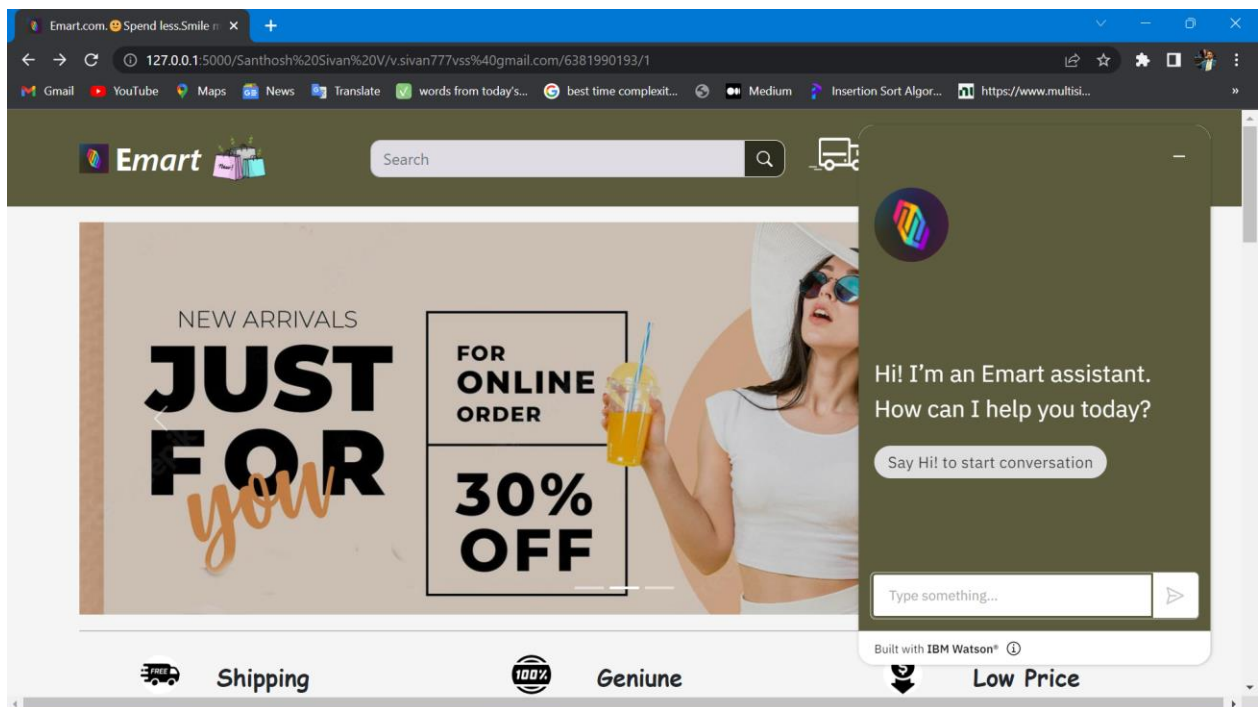 Emart.com.😀Spend less.Smile m
127.0.0.1:5000/Santhosh%20Sivan%20V/v.sivan777vss%40gmail.com/6381990193/1
Gmail YouTube Maps News Translate words from today's... best time complexit... Medium Insertion Sort Algor... https://www.multisi... »
Emart
Search
Hi! I'm an Emart assistant.
How can I help you today?
Say Hi! to start conversation
Type something...
Built with IBM Watson®
NEW ARRIVALS
JUST
FOR
you
FOR
ONLINE
ORDER
30%
OFF
FREE
Shipping
100%
Geniune
$
Low Price